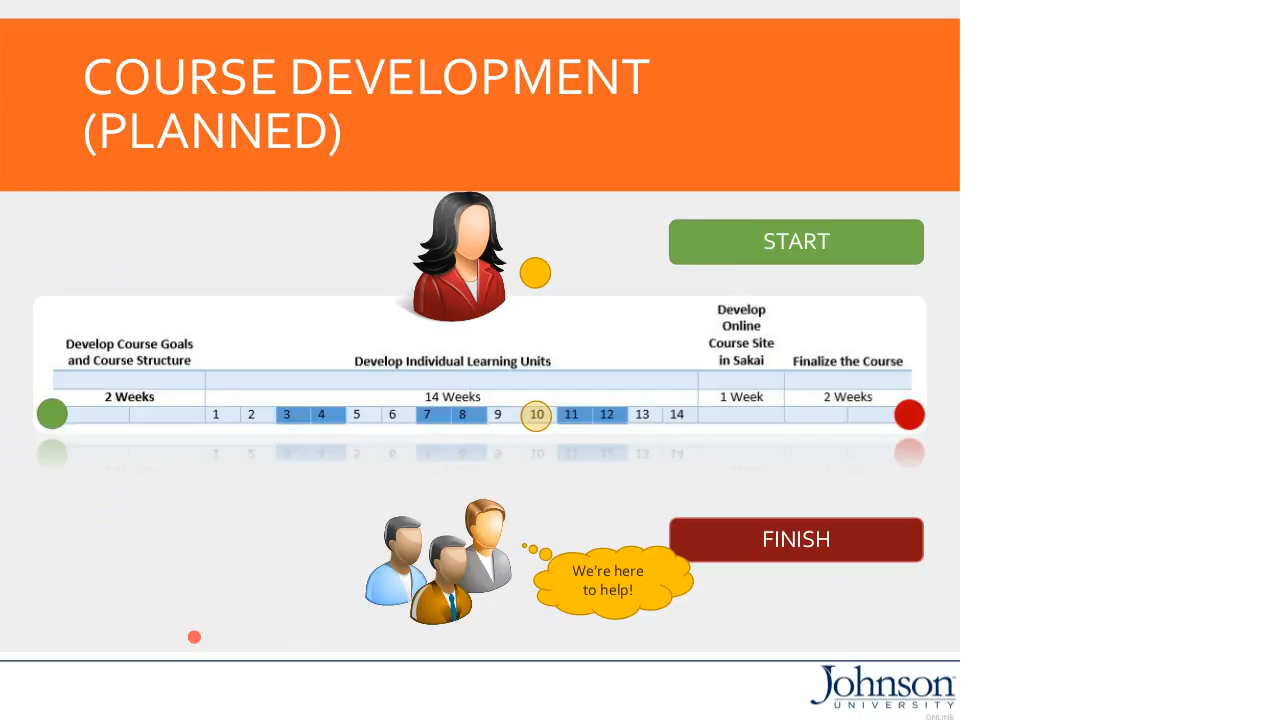 COURSE DEVELOPMENT
(PLANNED)
START
Develop Course Goals
and Course Structure
Develop Individual Learning Units
Develop
Online
Course Site
in Sakai
Finalize the Course
2 Weeks
14 Weeks
1 Week
2 Weeks
1 2 3 4 5 6 7 8 9 10 11 12 13 14
FINISH
We're here
to help!
Johnson
UNIVERSITY
ONLINE